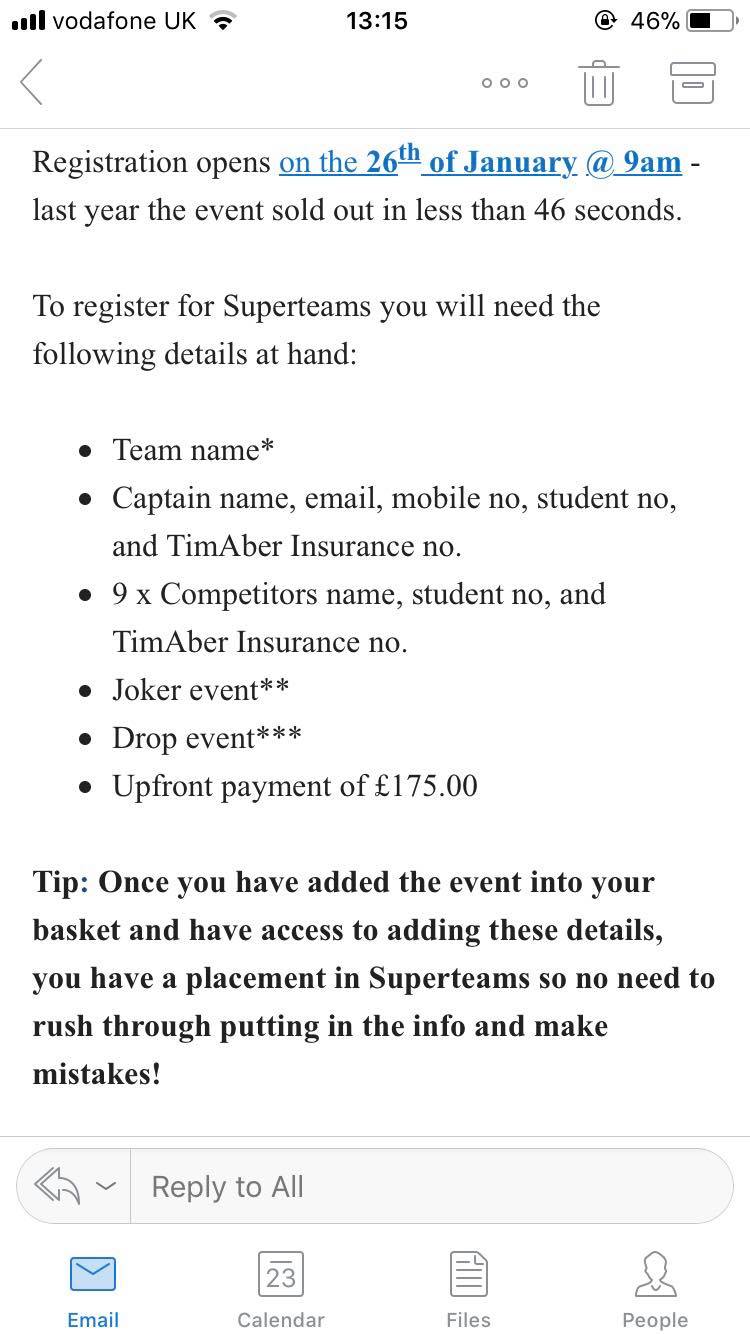 vodafone UK 13:15 46%
Registration opens on the 26th of January @ 9am -
last year the event sold out in less than 46 seconds.
To register for Superteams you will need the
following details at hand:
• Team name*
• Captain name, email, mobile no, student no,
and TimAber Insurance no.
• 9 x Competitors name, student no, and
TimAber Insurance no.
• Joker event**
• Drop event***
• Upfront payment of £175.00
Tip: Once you have added the event into your
basket and have access to adding these details,
you have a placement in Superteams so no need to
rush through putting in the info and make
mistakes!
Reply to All
23
Email Calendar Files People